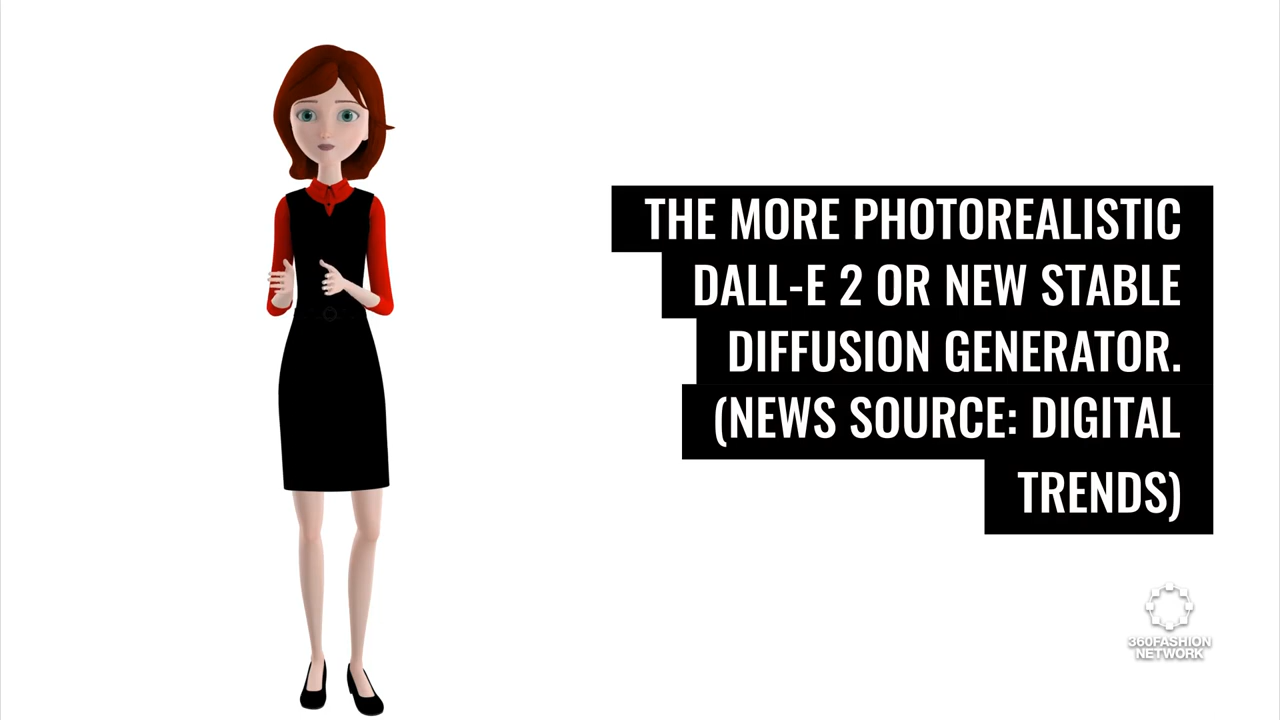 THE MORE PHOTOREALISTIC
DALL-E 2 OR NEW STABLE
DIFFUSION GENERATOR.
(NEWS SOURCE: DIGITAL
TRENDS)
360FASHION
NETWORK